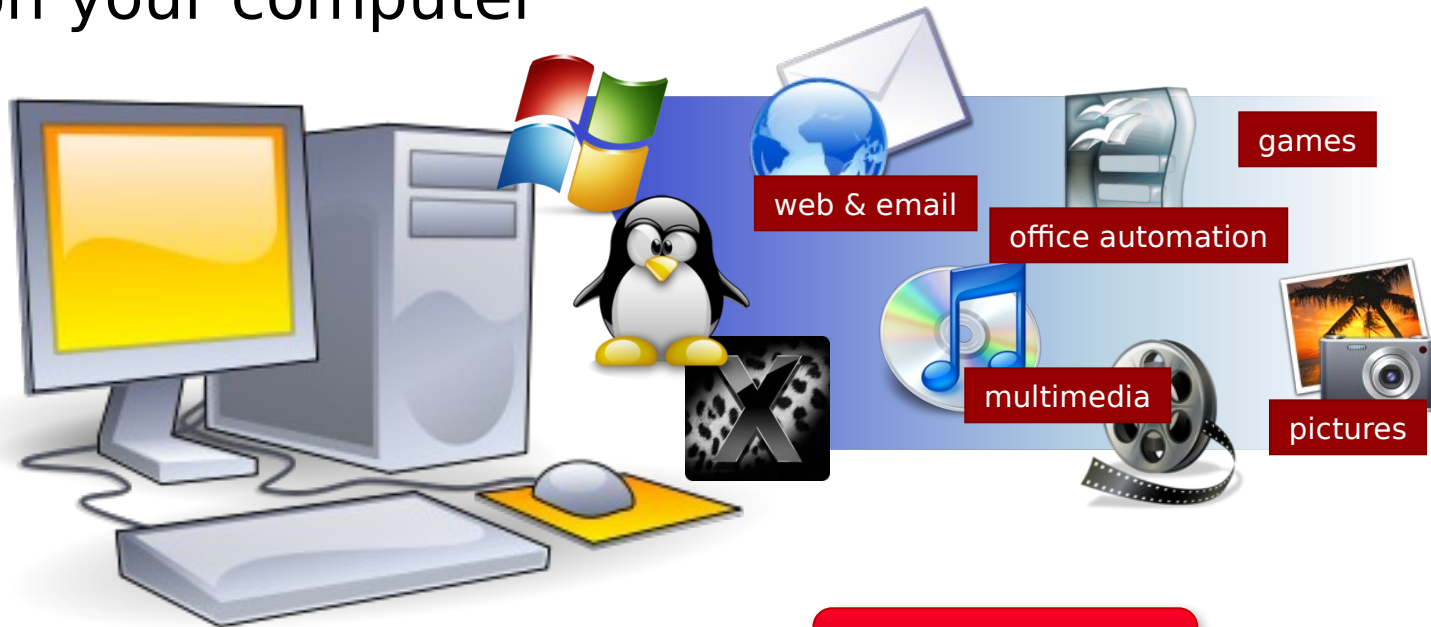 on your computer
games
web & email
office automation
multimedia
pictures
X